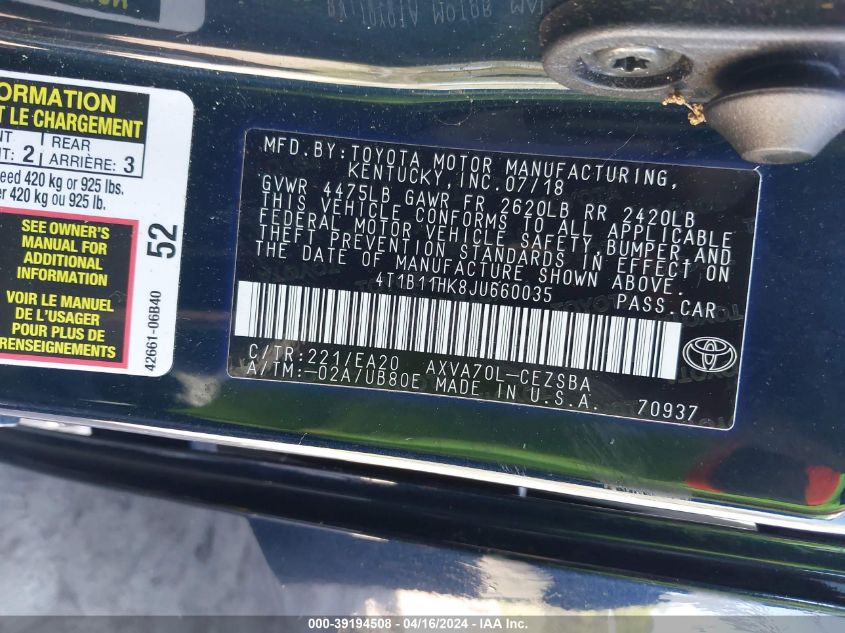 ORMATION
T LE CHARGEMENT
REAR
: 2 ARRIÈRE: 3
eed 420 kg or 925 lbs.
er 420 kg ou 925 lb.
SEE OWNER'S
MANUAL FOR
ADDITIONAL
INFORMATION
VOIR LE MANUEL
DE L'USAGER
POUR PLUS DE
RENSEIGNEMENTS
52
42661-06B40
MFD. BY: TOYOTA MOTOR MANUFACTURING,
KENTUCKY, INC. 07/18
GVWR 4475LB GAWR FR 2620LB RR 2420LB
THIS VEHICLE CONFORMS TO ALL APPLICABLE
FEDERAL MOTOR VEHICLE SAFETY, BUMPER, AND
THEFT PREVENTION STANDARDS IN EFFECT ON
THE DATE OF MANUFACTURE SHOWN ABOVE.
4T1B11HK8JU660035 PASS. CAR
C/TR: 221/EA20 AXVA70L-CEZSBA
A/TM: -02A/UB80E MADE IN U.S.A. 70937
000-39194508 - 04/16/2024 - IAA Inc.